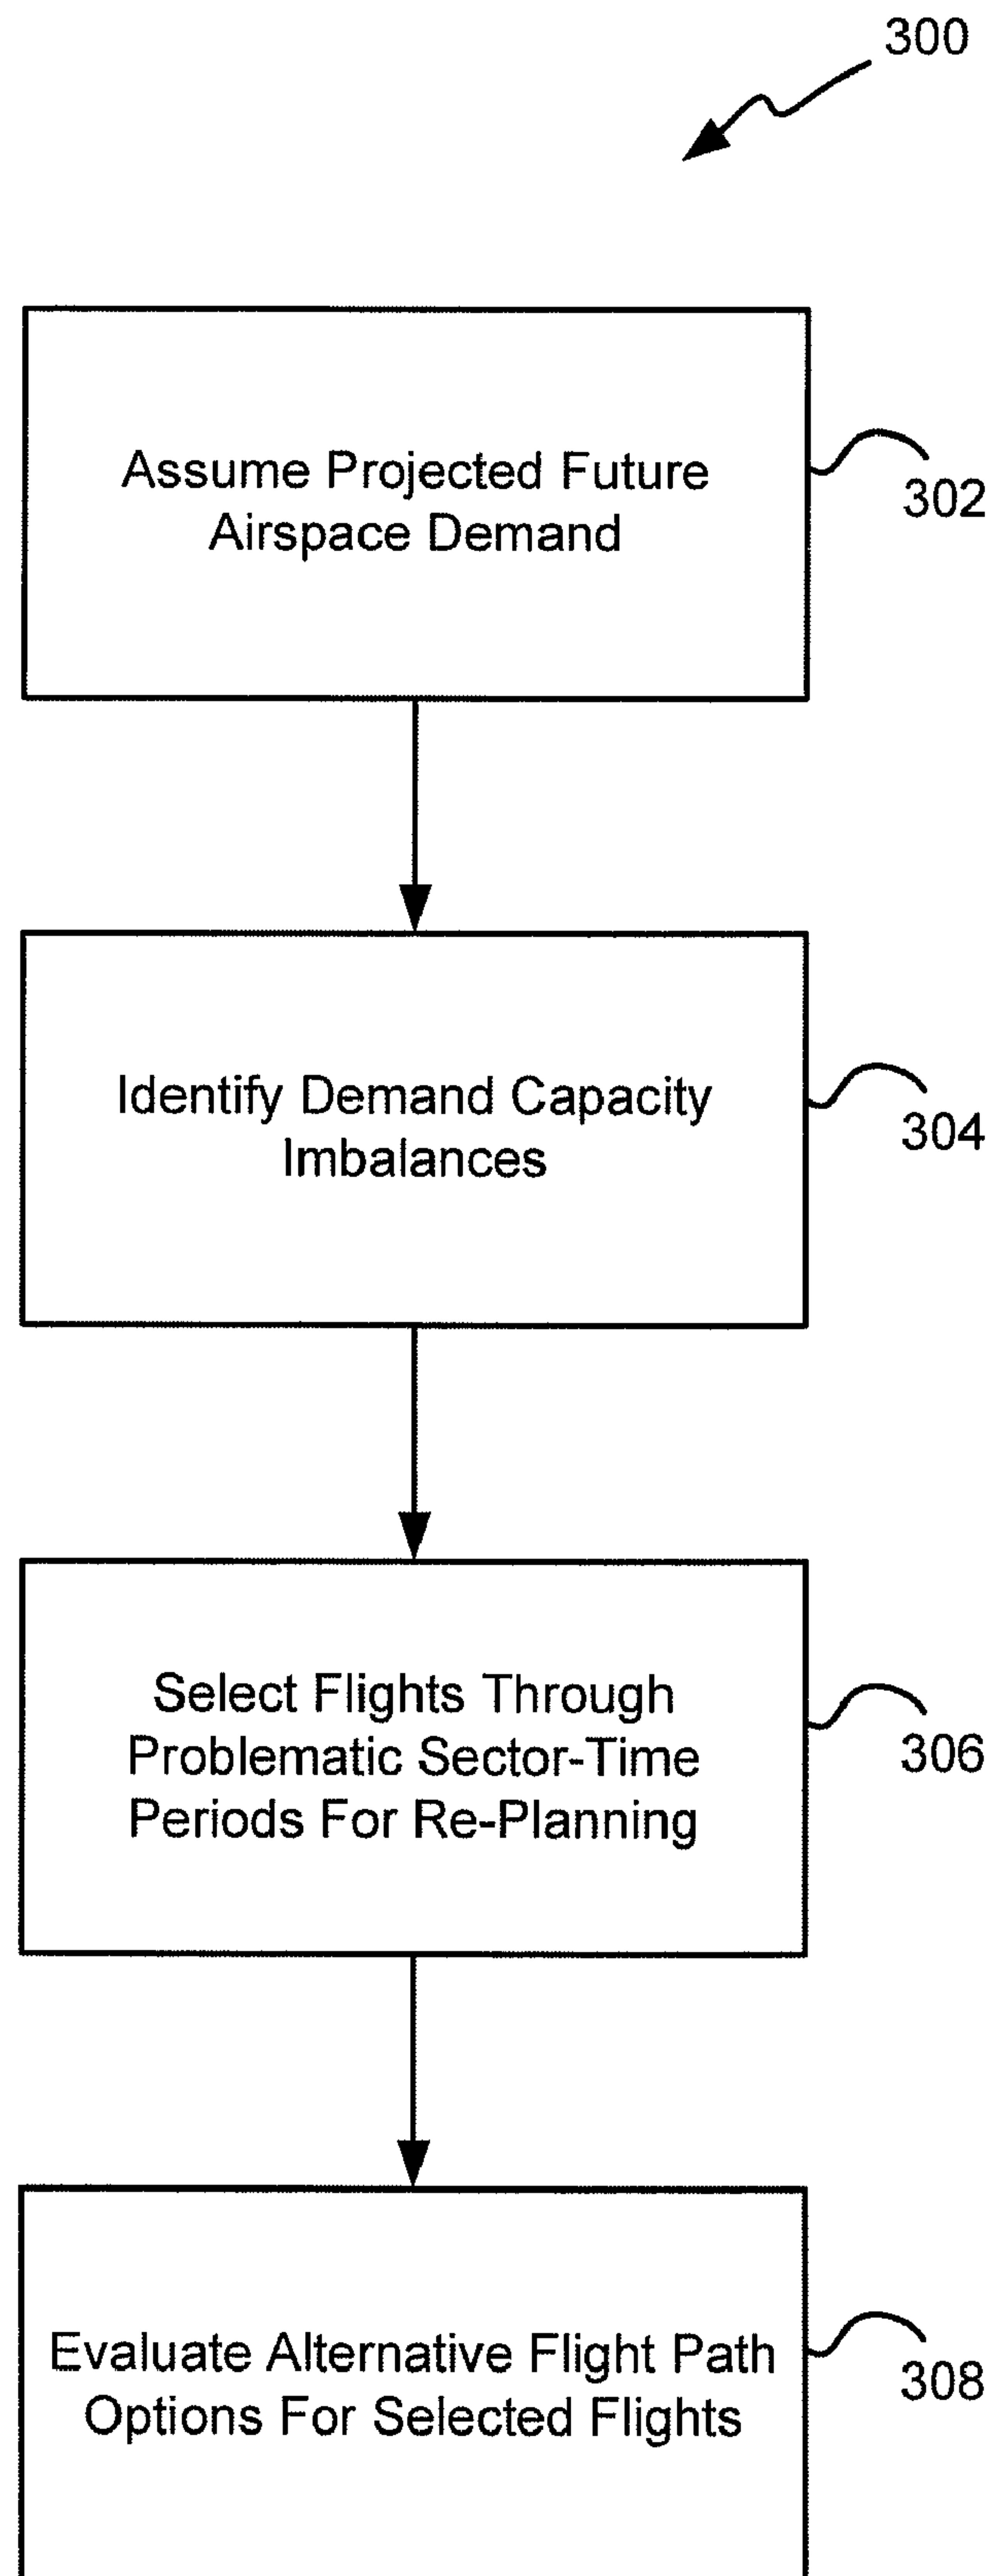 300
Assume Projected Future
Airspace Demand
302
Identify Demand Capacity
Imbalances
304
Select Flights Through
Problematic Sector-Time
Periods For Re-Planning
306
Evaluate Alternative Flight Path
Options For Selected Flights
308